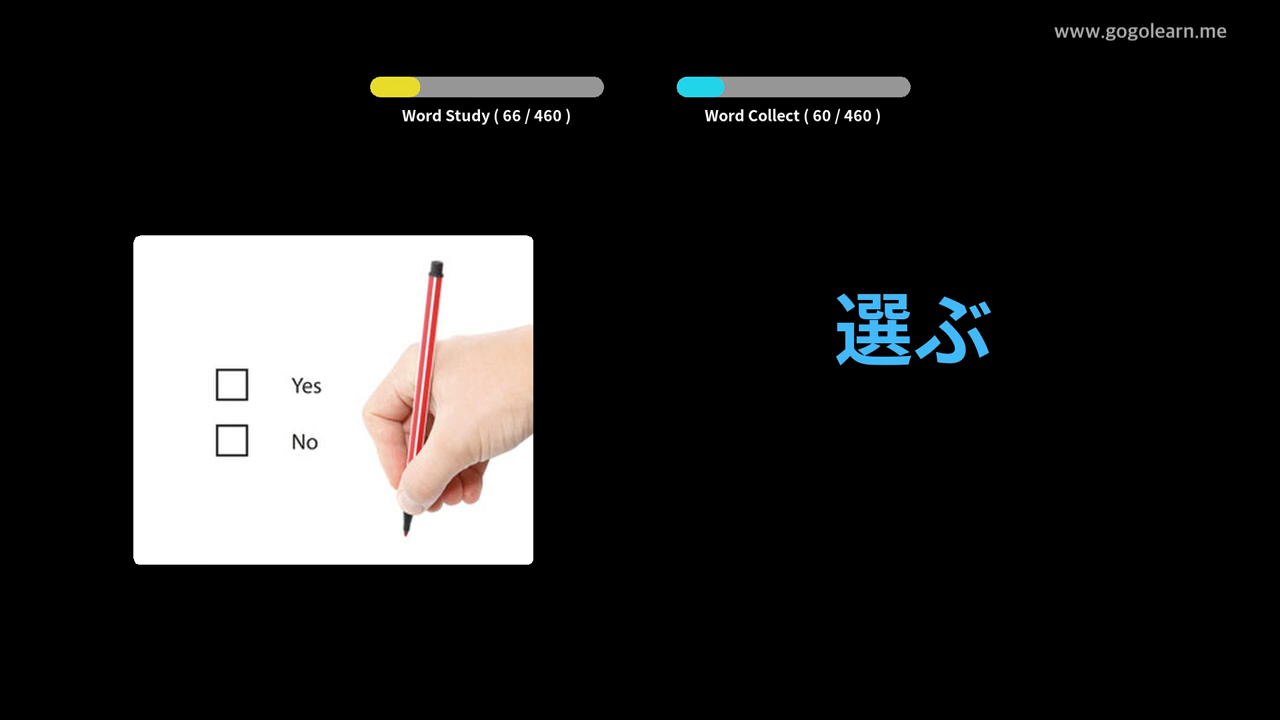 www.gogolearn.me
Word Study ( 66 / 460 )
Word Collect ( 60 / 460 )
Yes
No
選ぶ